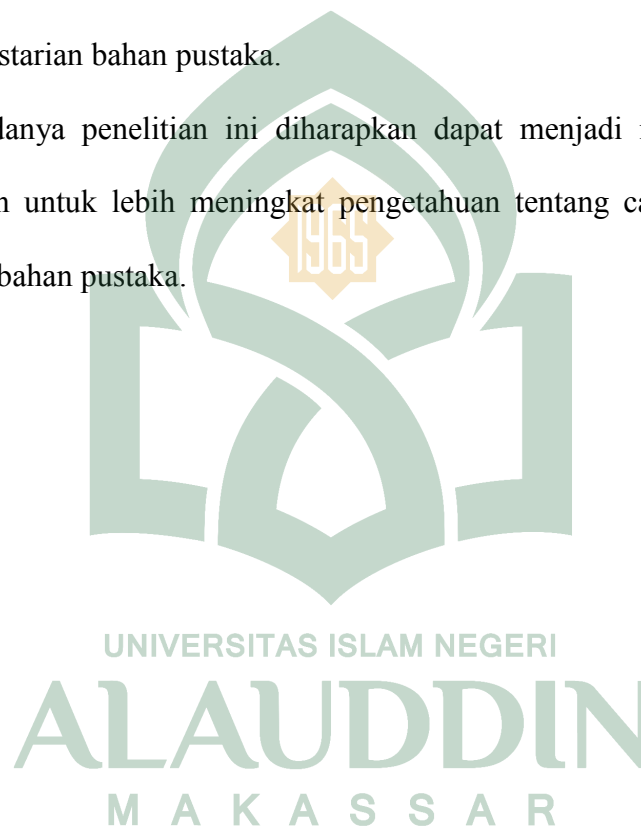 starian bahan pustaka.
danya penelitian ini diharapkan dapat menjadi
untuk lebih meningkat pengetahuan tentang
bahan pustaka.
1965
UNIVERSITAS ISLAM NEGERI
ALAUDDIN
MAKASSAR